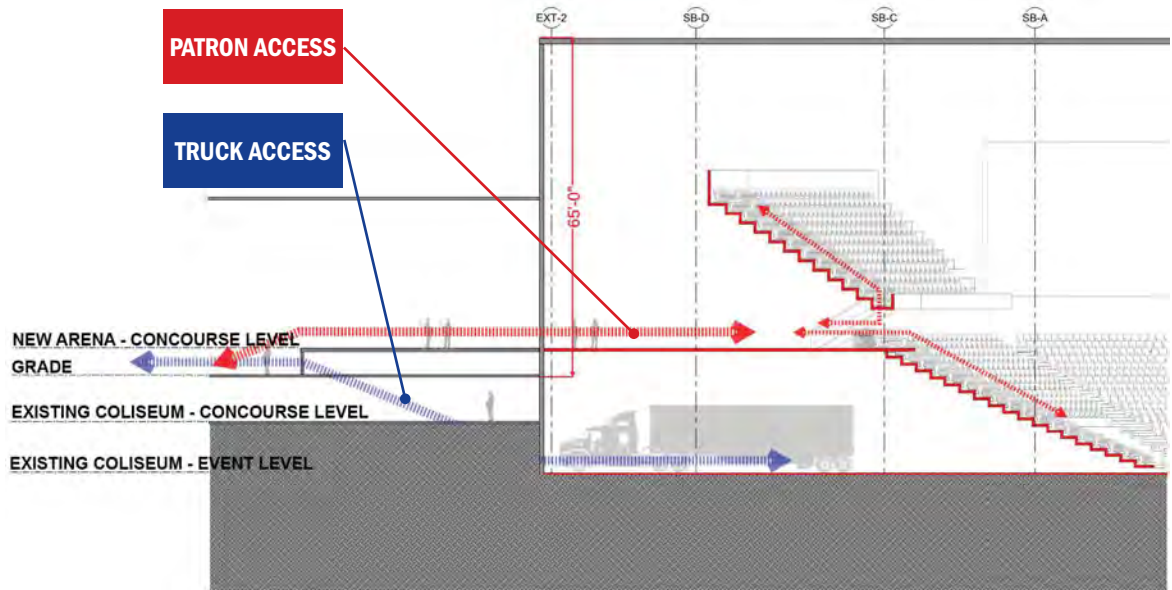 EXT-2
SB-D
SB-C
SB-A
PATRON ACCESS
TRUCK ACCESS
65'-0"
NEW ARENA - CONCOURSE LEVEL
GRADE
EXISTING COLISEUM - CONCOURSE LEVEL
EXISTING COLISEUM - EVENT LEVEL